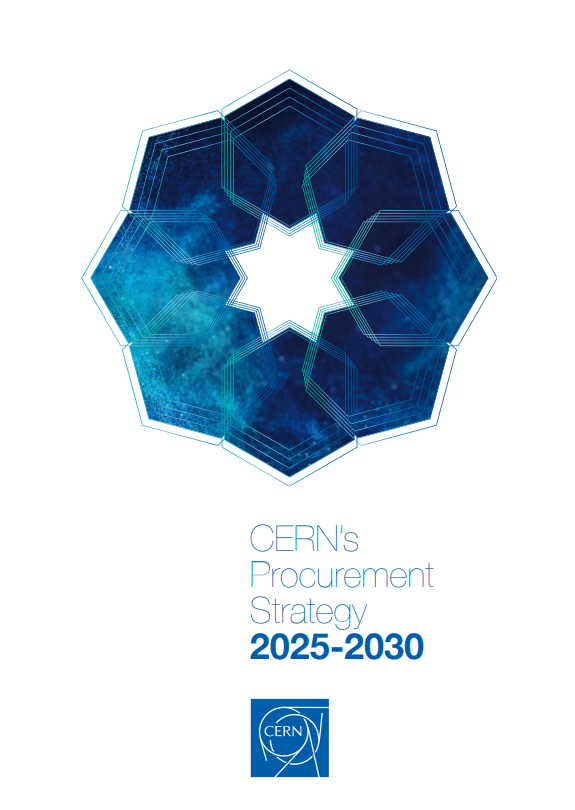 CERN's
Procurement
Strategy
2025-2030
CERN